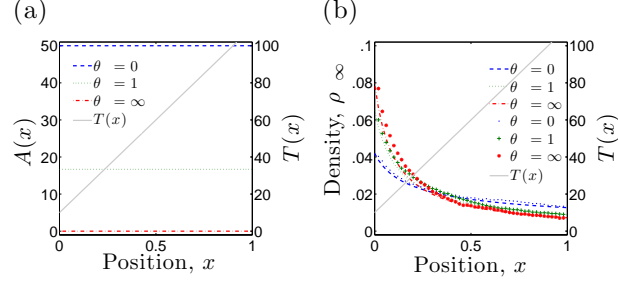 (a)
(b)
A(x)
50
40
30
20
10
0
θ = 0
θ = 1
θ = ∞
T(x)
100
80
60
40
20
0
T(x)
0
0.5
1
Position, x
Density, ρ ∞
.1
.08
.06
.04
.02
0
θ = 0
θ = 1
θ = ∞
θ = 0
θ = 1
θ = ∞
T(x)
100
80
60
40
20
0
T(x)
0
0.5
1
Position, x